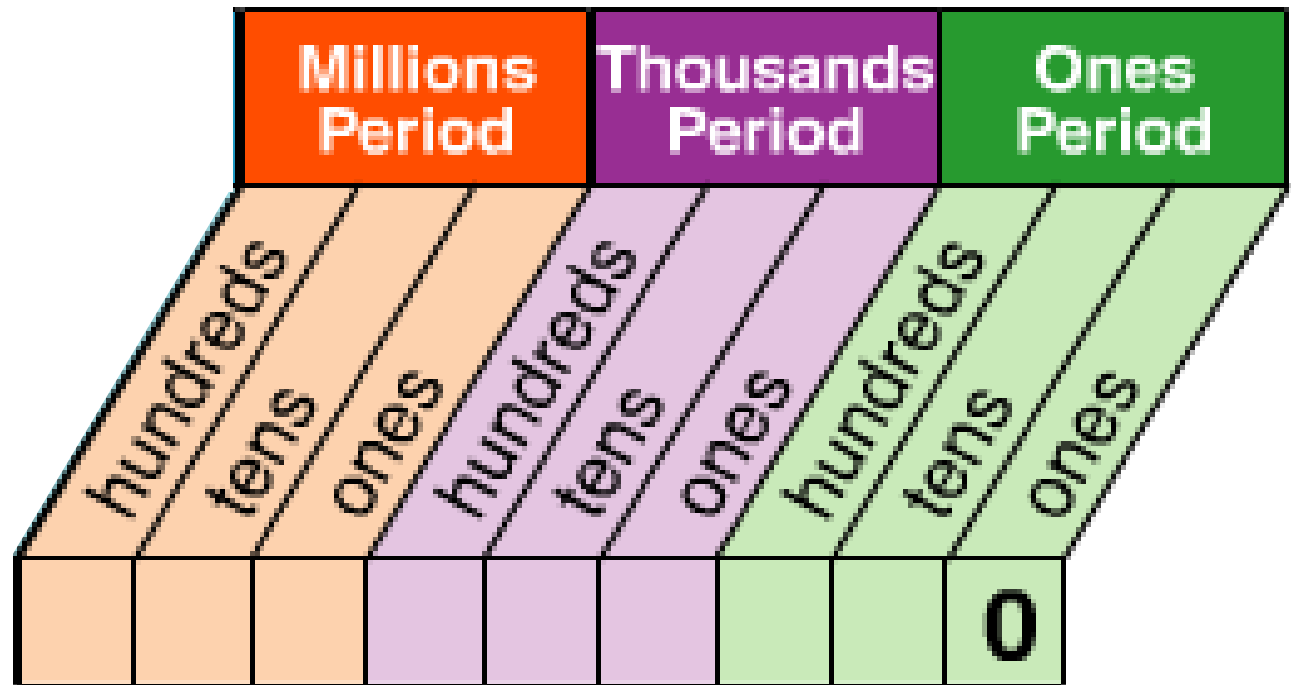 Millions
Period
Thousands
Period
Ones
Period
hundreds
tens
ones
hundreds
tens
ones
hundreds
tens
ones
0